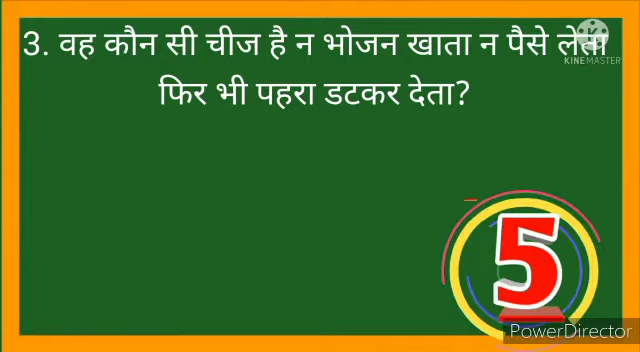 3. वह कौन सी चीज है न भोजन खाता न पैसे लेता
KINEMASTER
फिर भी पहरा डटकर देता?
5
PowerDirector